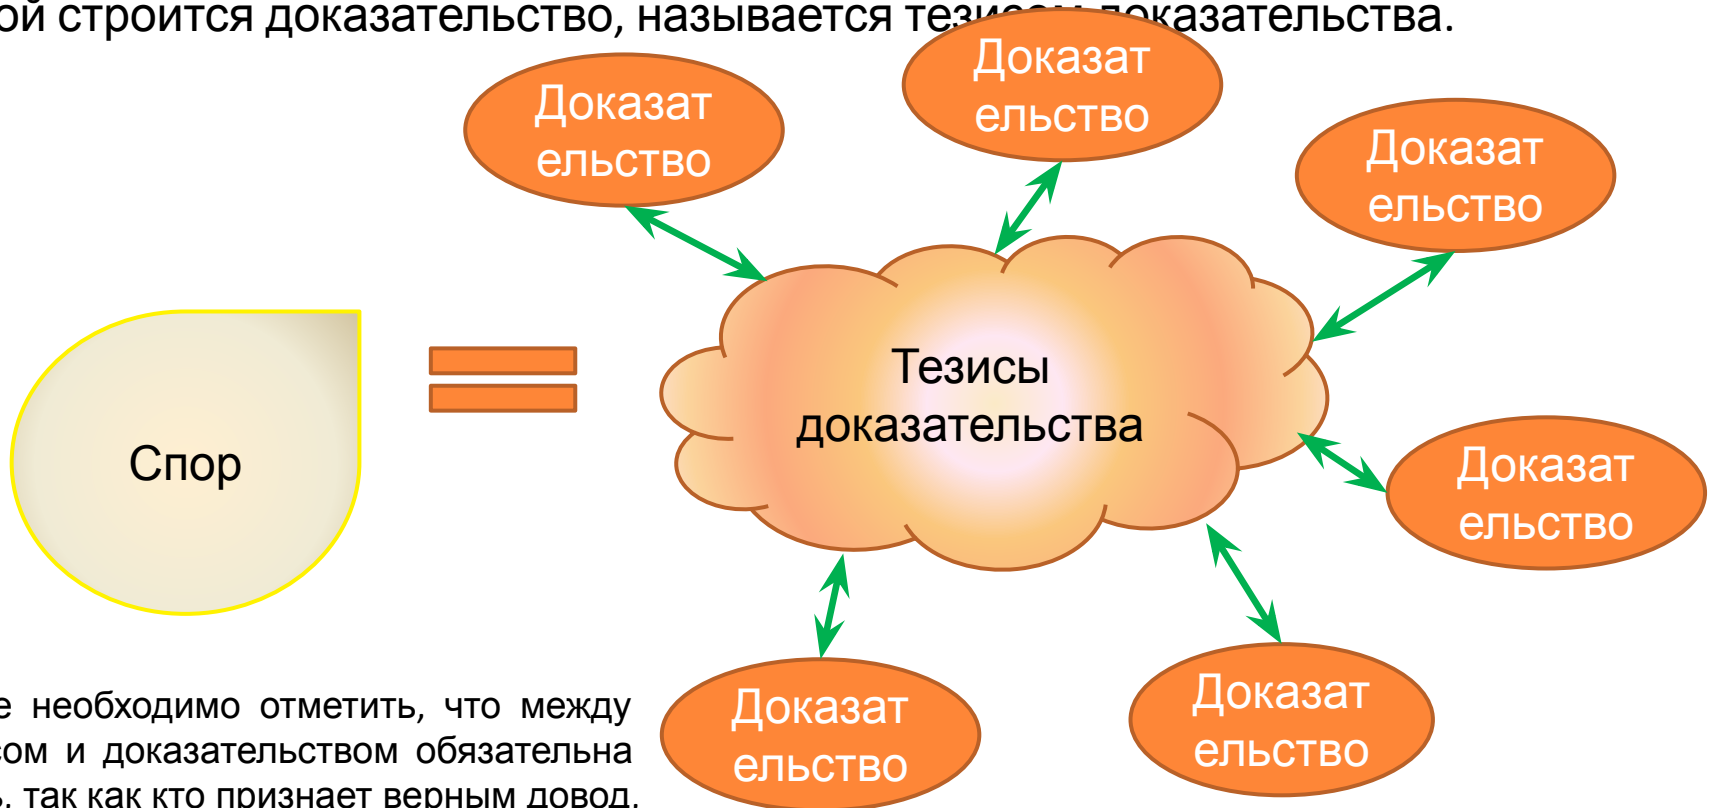 ой строится доказательство, называется тезисом доказательства.
Доказат
ельство
Доказат
ельство
Доказат
ельство
Тезисы
доказательства
Спор
Доказат
ельство
Доказат
ельство
Доказат
ельство
е необходимо отметить, что между
сом и доказательством обязательна
ь, так как кто признает верным довод,